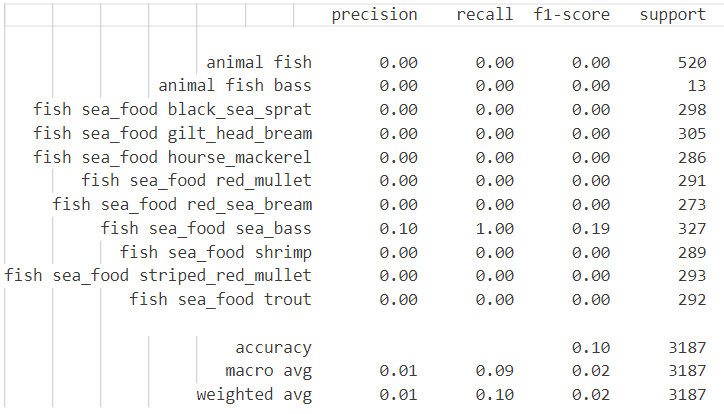 precision recall f1-score support
animal fish 0.00 0.00 0.00 520
animal fish bass 0.00 0.00 0.00 13
fish sea_food black_sea_sprat 0.00 0.00 0.00 298
fish sea_food gilt_head_bream 0.00 0.00 0.00 305
fish sea_food hourse_mackerel 0.00 0.00 0.00 286
fish sea_food red_mullet 0.00 0.00 0.00 291
fish sea_food red_sea_bream 0.00 0.00 0.00 273
fish sea_food sea_bass 0.10 1.00 0.19 327
fish sea_food shrimp 0.00 0.00 0.00 289
fish sea_food striped_red_mullet 0.00 0.00 0.00 293
fish sea_food trout 0.00 0.00 0.00 292
accuracy 0.10 3187
macro avg 0.01 0.09 0.02 3187
weighted avg 0.01 0.10 0.02 3187